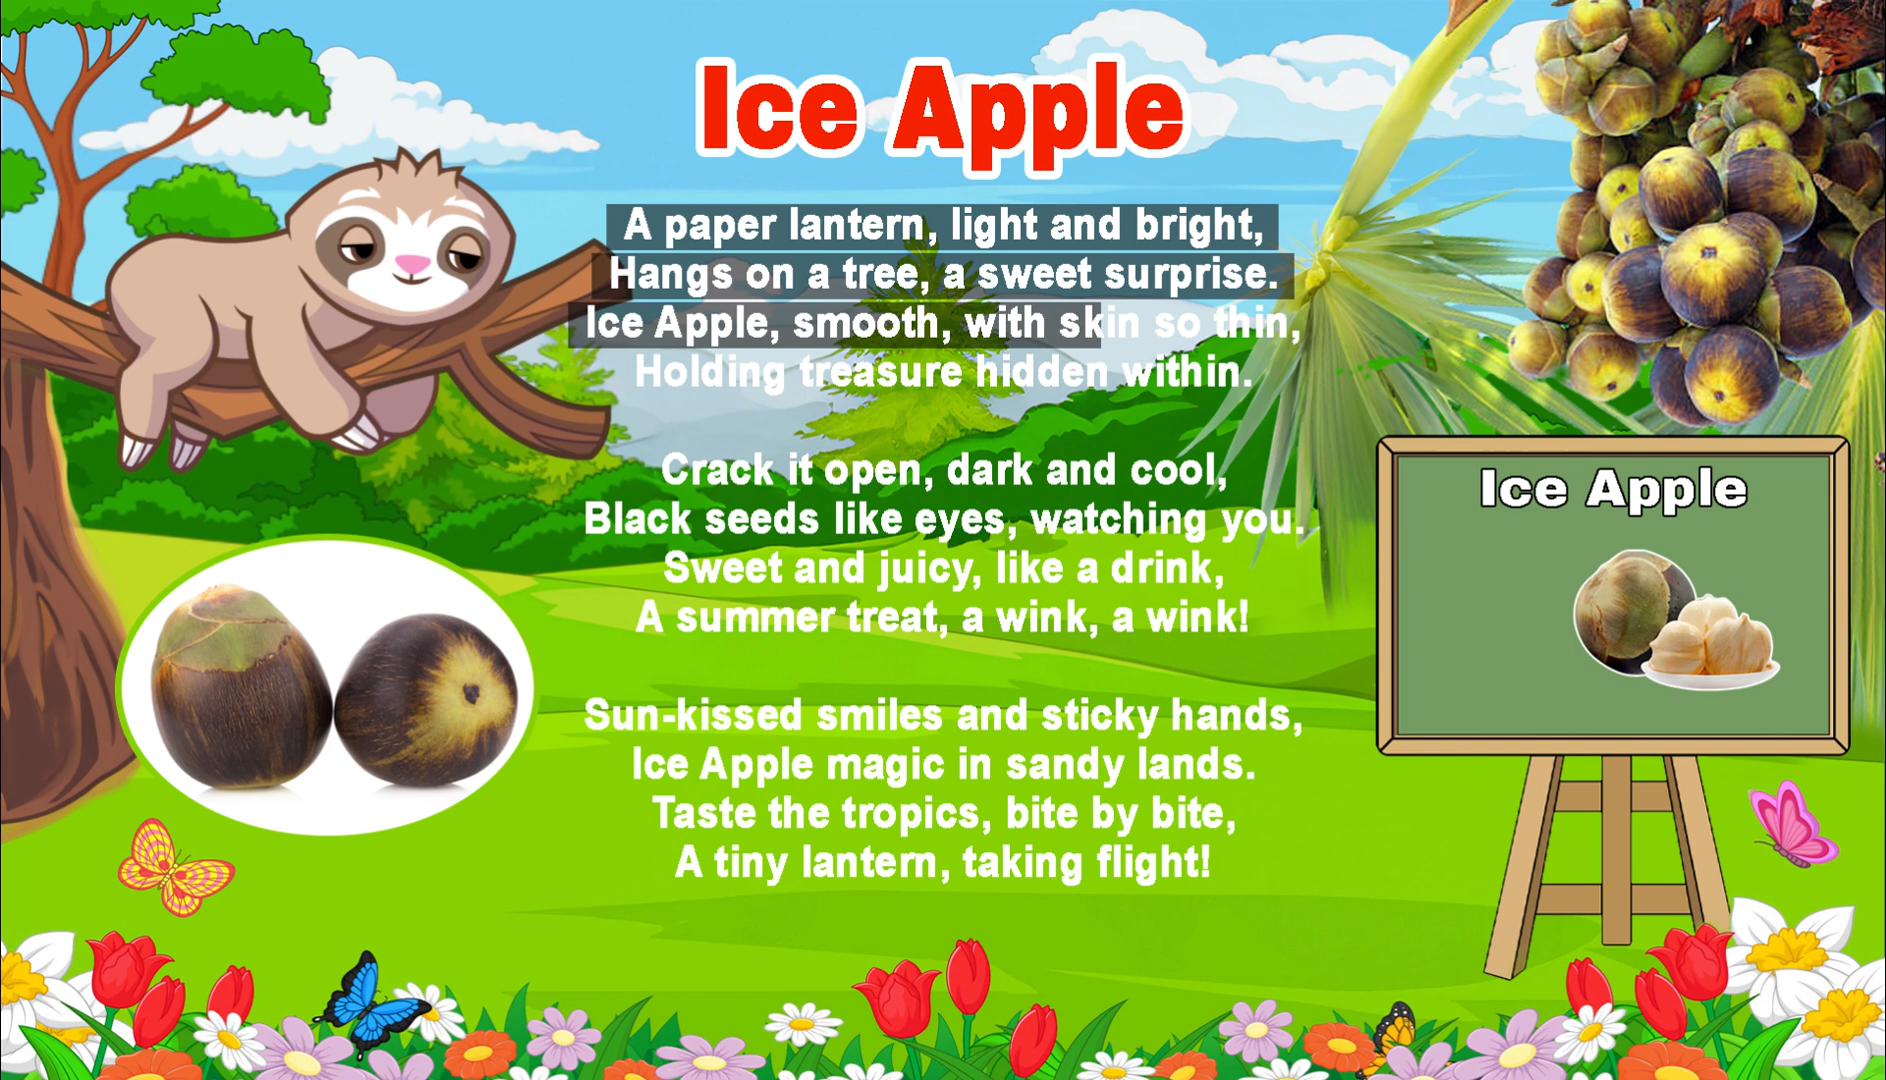 Ice Apple
A paper lantern, light and bright,
Hangs on a tree, a sweet surprise.
Ice Apple, smooth, with skin so thin,
Holding treasure hidden within.
Crack it open, dark and cool,
Black seeds like eyes, watching you.
Sweet and juicy, like a drink,
A summer treat, a wink, a wink!
Sun-kissed smiles and sticky hands,
Ice Apple magic in sandy lands.
Taste the tropics, bite by bite,
A tiny lantern, taking flight!
Ice Apple